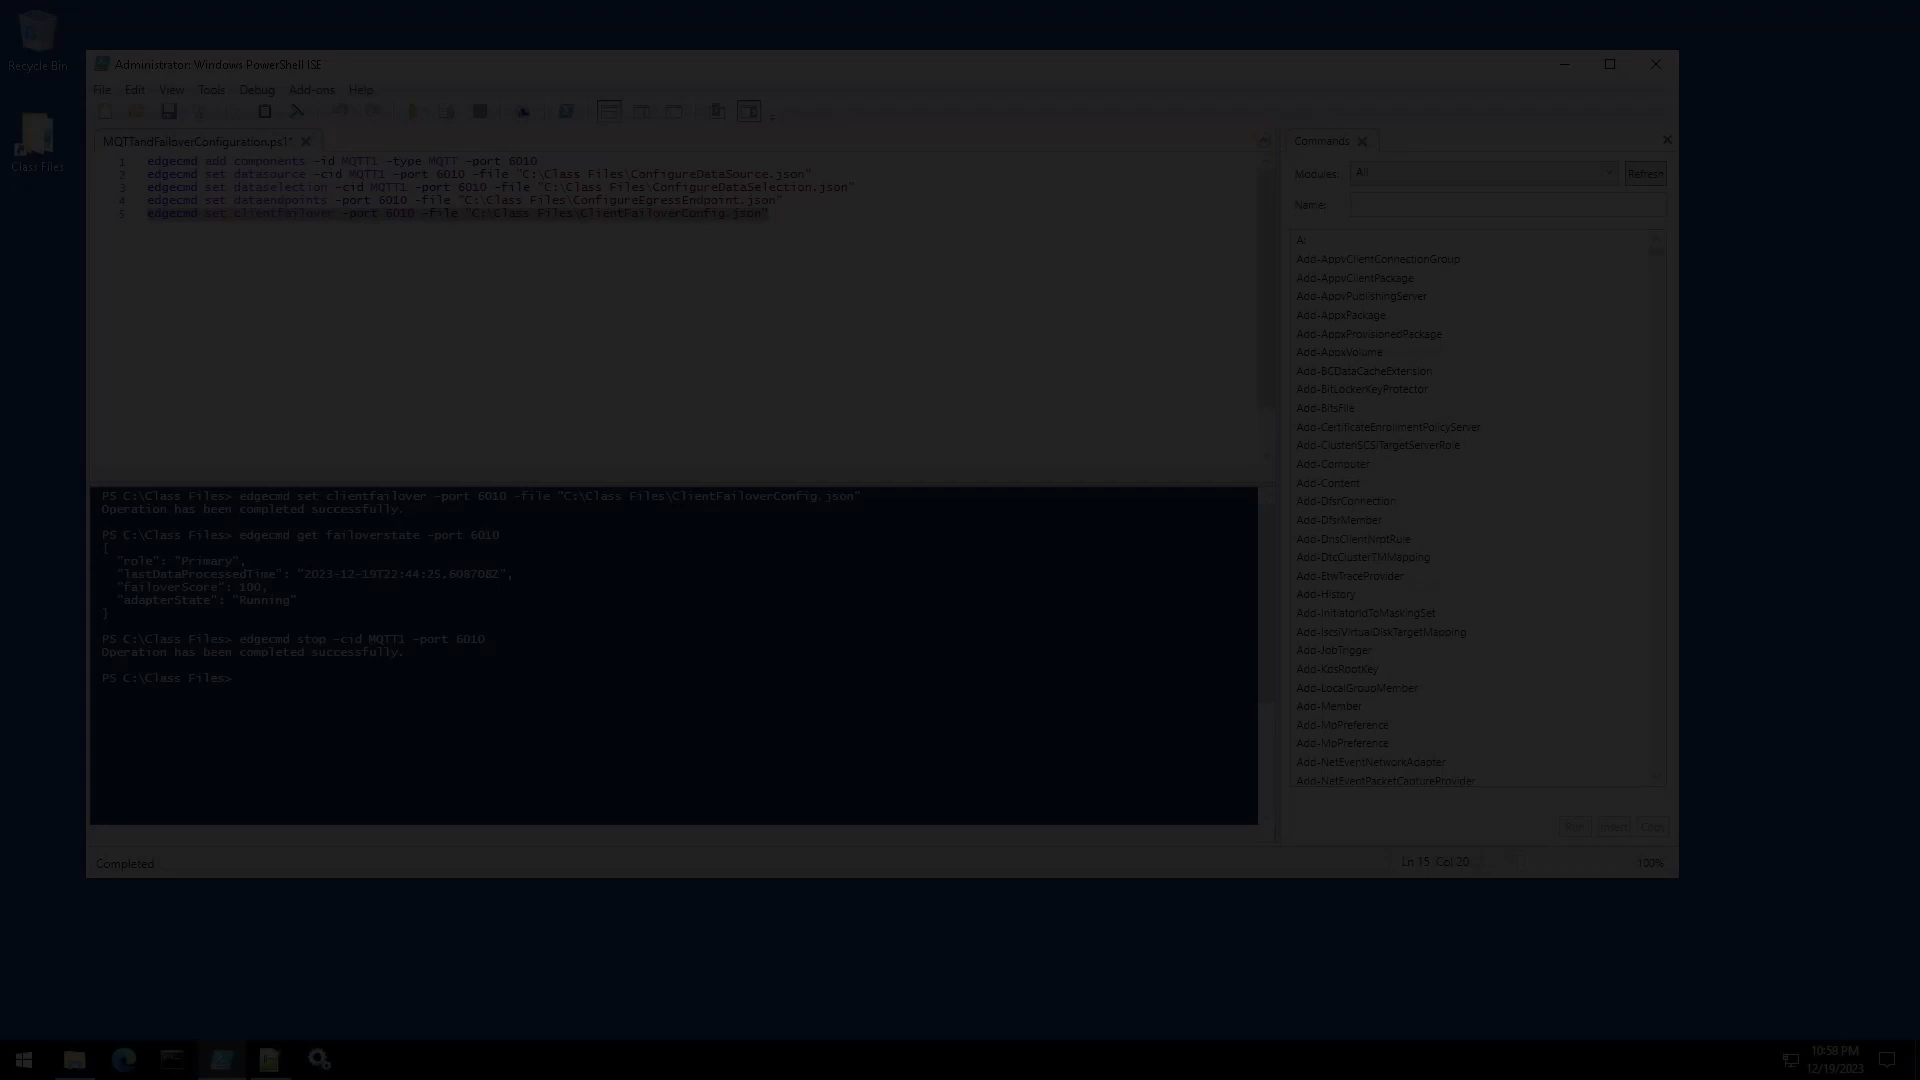 Recycle Bin
Class Files
Administrator: Windows PowerShell ISE
File Edit View Tools Debug Add-ons Help
MQTTandFailoverConfiguration.ps1*
1 edgecmd add components -id MQTT1 -type MQTT -port 6010
2 edgecmd set datasource -cid MQTT1 -port 6010 -file "C:\Class Files\ConfigureDataSource.json"
3 edgecmd set dataselection -cid MQTT1 -port 6010 -file "C:\Class Files\ConfigureDataSelection.json"
4 edgecmd set dataendpoints -port 6010 -file "C:\Class Files\ConfigureEgressEndpoint.json"
5 edgecmd set clientfailover -port 6010 -file "C:\Class Files\ClientFailoverConfig.json"
PS C:\Class Files> edgecmd set clientfailover -port 6010 -file "C:\Class Files\ClientFailoverConfig.json"
Operation has been completed successfully.
PS C:\Class Files> edgecmd get failoverstate -port 6010
{
"role": "Primary",
"lastDataProcessedTime": "2023-12-19T22:44:25.608708Z",
"failoverScore": 100,
"adapterState": "Running"
}
PS C:\Class Files> edgecmd stop -cid MQTT1 -port 6010
Operation has been completed successfully.
PS C:\Class Files>
Commands
Modules: All Refresh
Name:
A:
Add-AppvClientConnectionGroup
Add-AppvClientPackage
Add-AppvPublishingServer
Add-AppxPackage
Add-AppxProvisionedPackage
Add-AppxVolume
Add-BCDataCacheExtension
Add-BitLockerKeyProtector
Add-BitsFile
Add-CertificateEnrollmentPolicyServer
Add-ClusteriSCSITargetServerRole
Add-Computer
Add-Content
Add-DfsrConnection
Add-DfsrMember
Add-DnsClientNrptRule
Add-DtcClusterTMMapping
Add-EtwTraceProvider
Add-History
Add-InitiatorIdToMaskingSet
Add-IscsiVirtualDiskTargetMapping
Add-JobTrigger
Add-KdsRootKey
Add-LocalGroupMember
Add-Member
Add-MpPreference
Add-MpPreference
Add-NetEventNetworkAdapter
Add-NetEventPacketCaptureProvider
Run Insert Copy
Completed
Ln 15 Col 20
100%
10:58 PM
12/19/2023